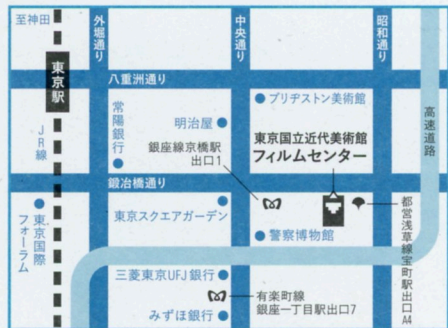 至神田
外堀通り
中央通り
昭和通り
東京駅
八重洲通り
ブリヂストン美術館
高速道路
JR線
常陽銀行
明治屋
銀座線京橋駅
出口1
東京国立近代美術館
フィルムセンター
鍛冶橋通り
東京国際
フォーラム
東京スクエアガーデン
警察博物館
都営浅草線宝町駅出口A4
三菱東京UFJ銀行
有楽町線
銀座一丁目駅出口7
みずほ銀行